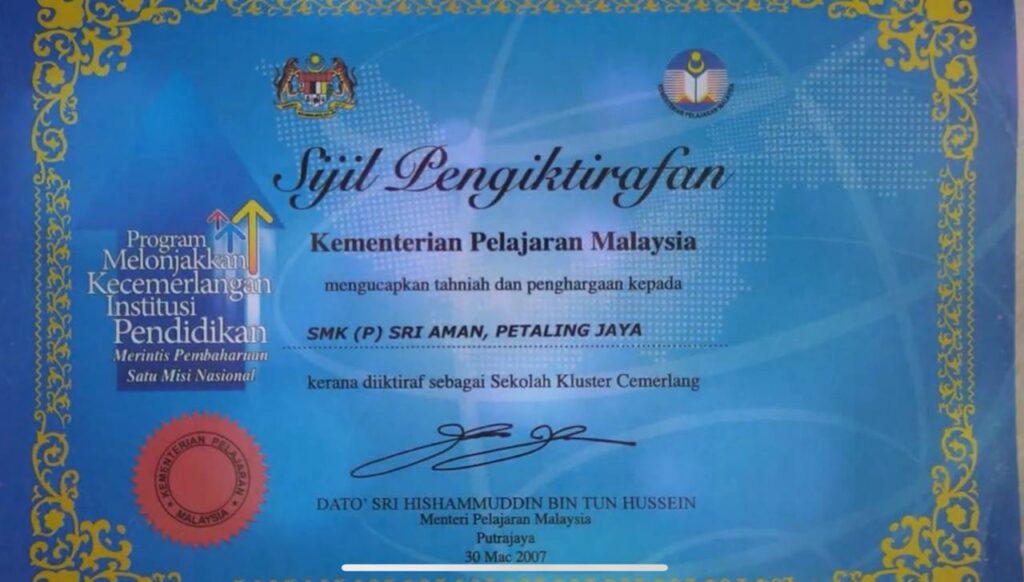 Sijil Pengiktirafan
Kementerian Pelajaran Malaysia
mengucapkan tahniah dan penghargaan kepada
SMK (P) SRI AMAN, PETALING JAYA
kerana diiktiraf sebagai Sekolah Kluster Cemerlang
Program
Melonjakkan
Kecemerlangan
Institusi
Pendidikan
Merintis Pembaharuan
Satu Misi Nasional
KEMENTERIAN PELAJARAN
MALAYSIA
DATO' SRI HISHAMMUDDIN BIN TUN HUSSEIN
Menteri Pelajaran Malaysia
Putrajaya
30 Mac 2007